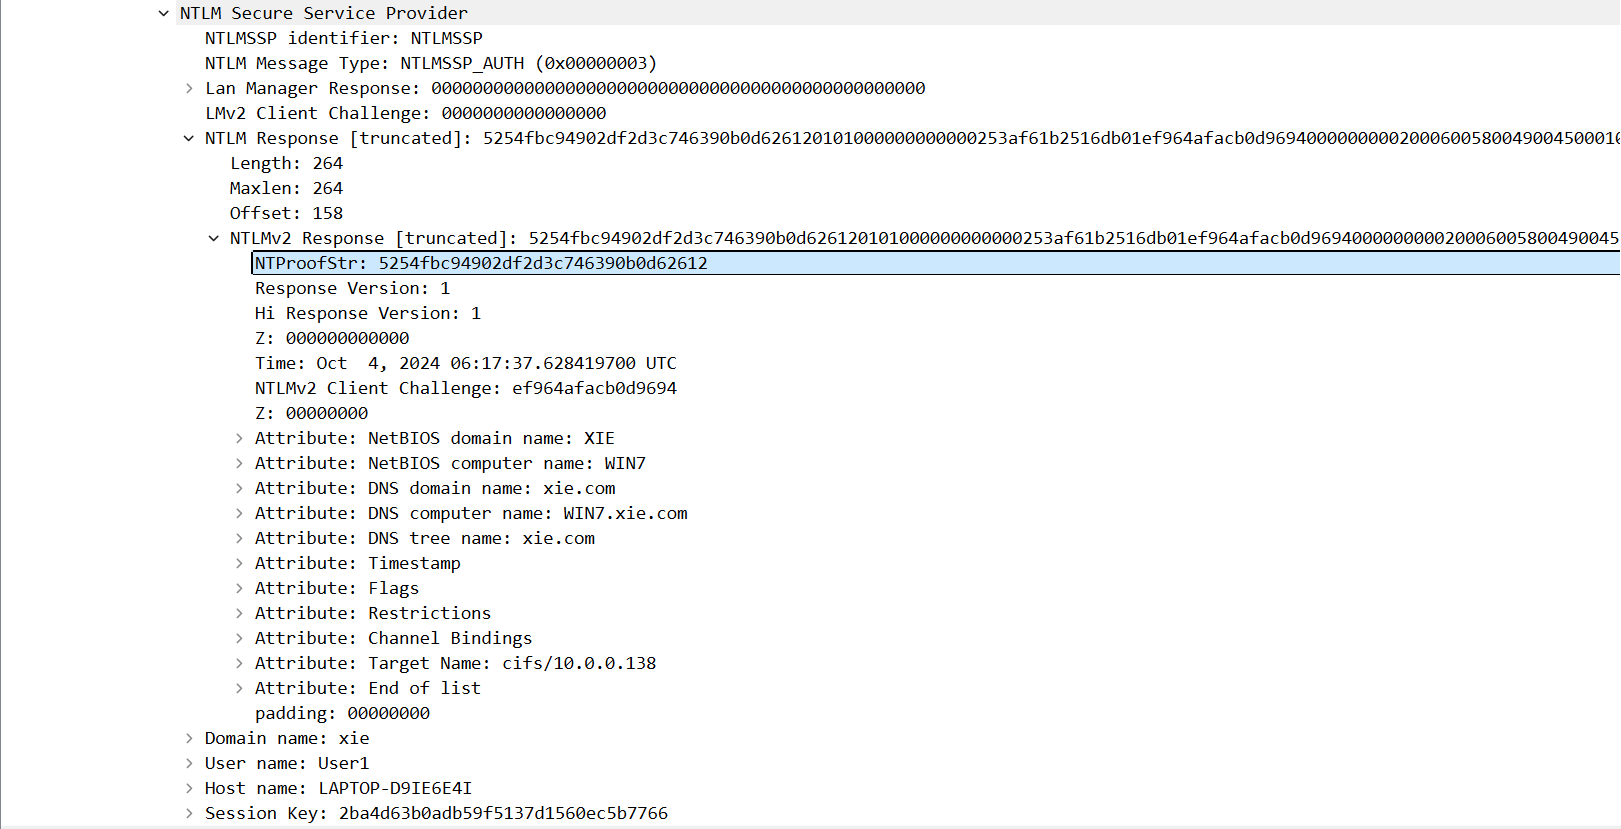 NTLM Secure Service Provider
NTLMSSP identifier: NTLMSSP
NTLM Message Type: NTLMSSP_AUTH (0x00000003)
Lan Manager Response: 000000000000000000000000000000000000000000000000
LMv2 Client Challenge: 0000000000000000
NTLM Response [truncated]: 5254fbc94902df2d3c746390b0d626120101000000000000253af61b2516db01ef964afacb0d96940000000002000600580049004500010
Length: 264
Maxlen: 264
Offset: 158
NTLMv2 Response [truncated]: 5254fbc94902df2d3c746390b0d626120101000000000000253af61b2516db01ef964afacb0d969400000000020006005800490045
NTProofStr: 5254fbc94902df2d3c746390b0d62612
Response Version: 1
Hi Response Version: 1
Z: 000000000000
Time: Oct  4, 2024 06:17:37.628419700 UTC
NTLMv2 Client Challenge: ef964afacb0d9694
Z: 00000000
Attribute: NetBIOS domain name: XIE
Attribute: NetBIOS computer name: WIN7
Attribute: DNS domain name: xie.com
Attribute: DNS computer name: WIN7.xie.com
Attribute: DNS tree name: xie.com
Attribute: Timestamp
Attribute: Flags
Attribute: Restrictions
Attribute: Channel Bindings
Attribute: Target Name: cifs/10.0.0.138
Attribute: End of list
padding: 00000000
Domain name: xie
User name: User1
Host name: LAPTOP-D9IE6E4I
Session Key: 2ba4d63b0adb59f5137d1560ec5b7766